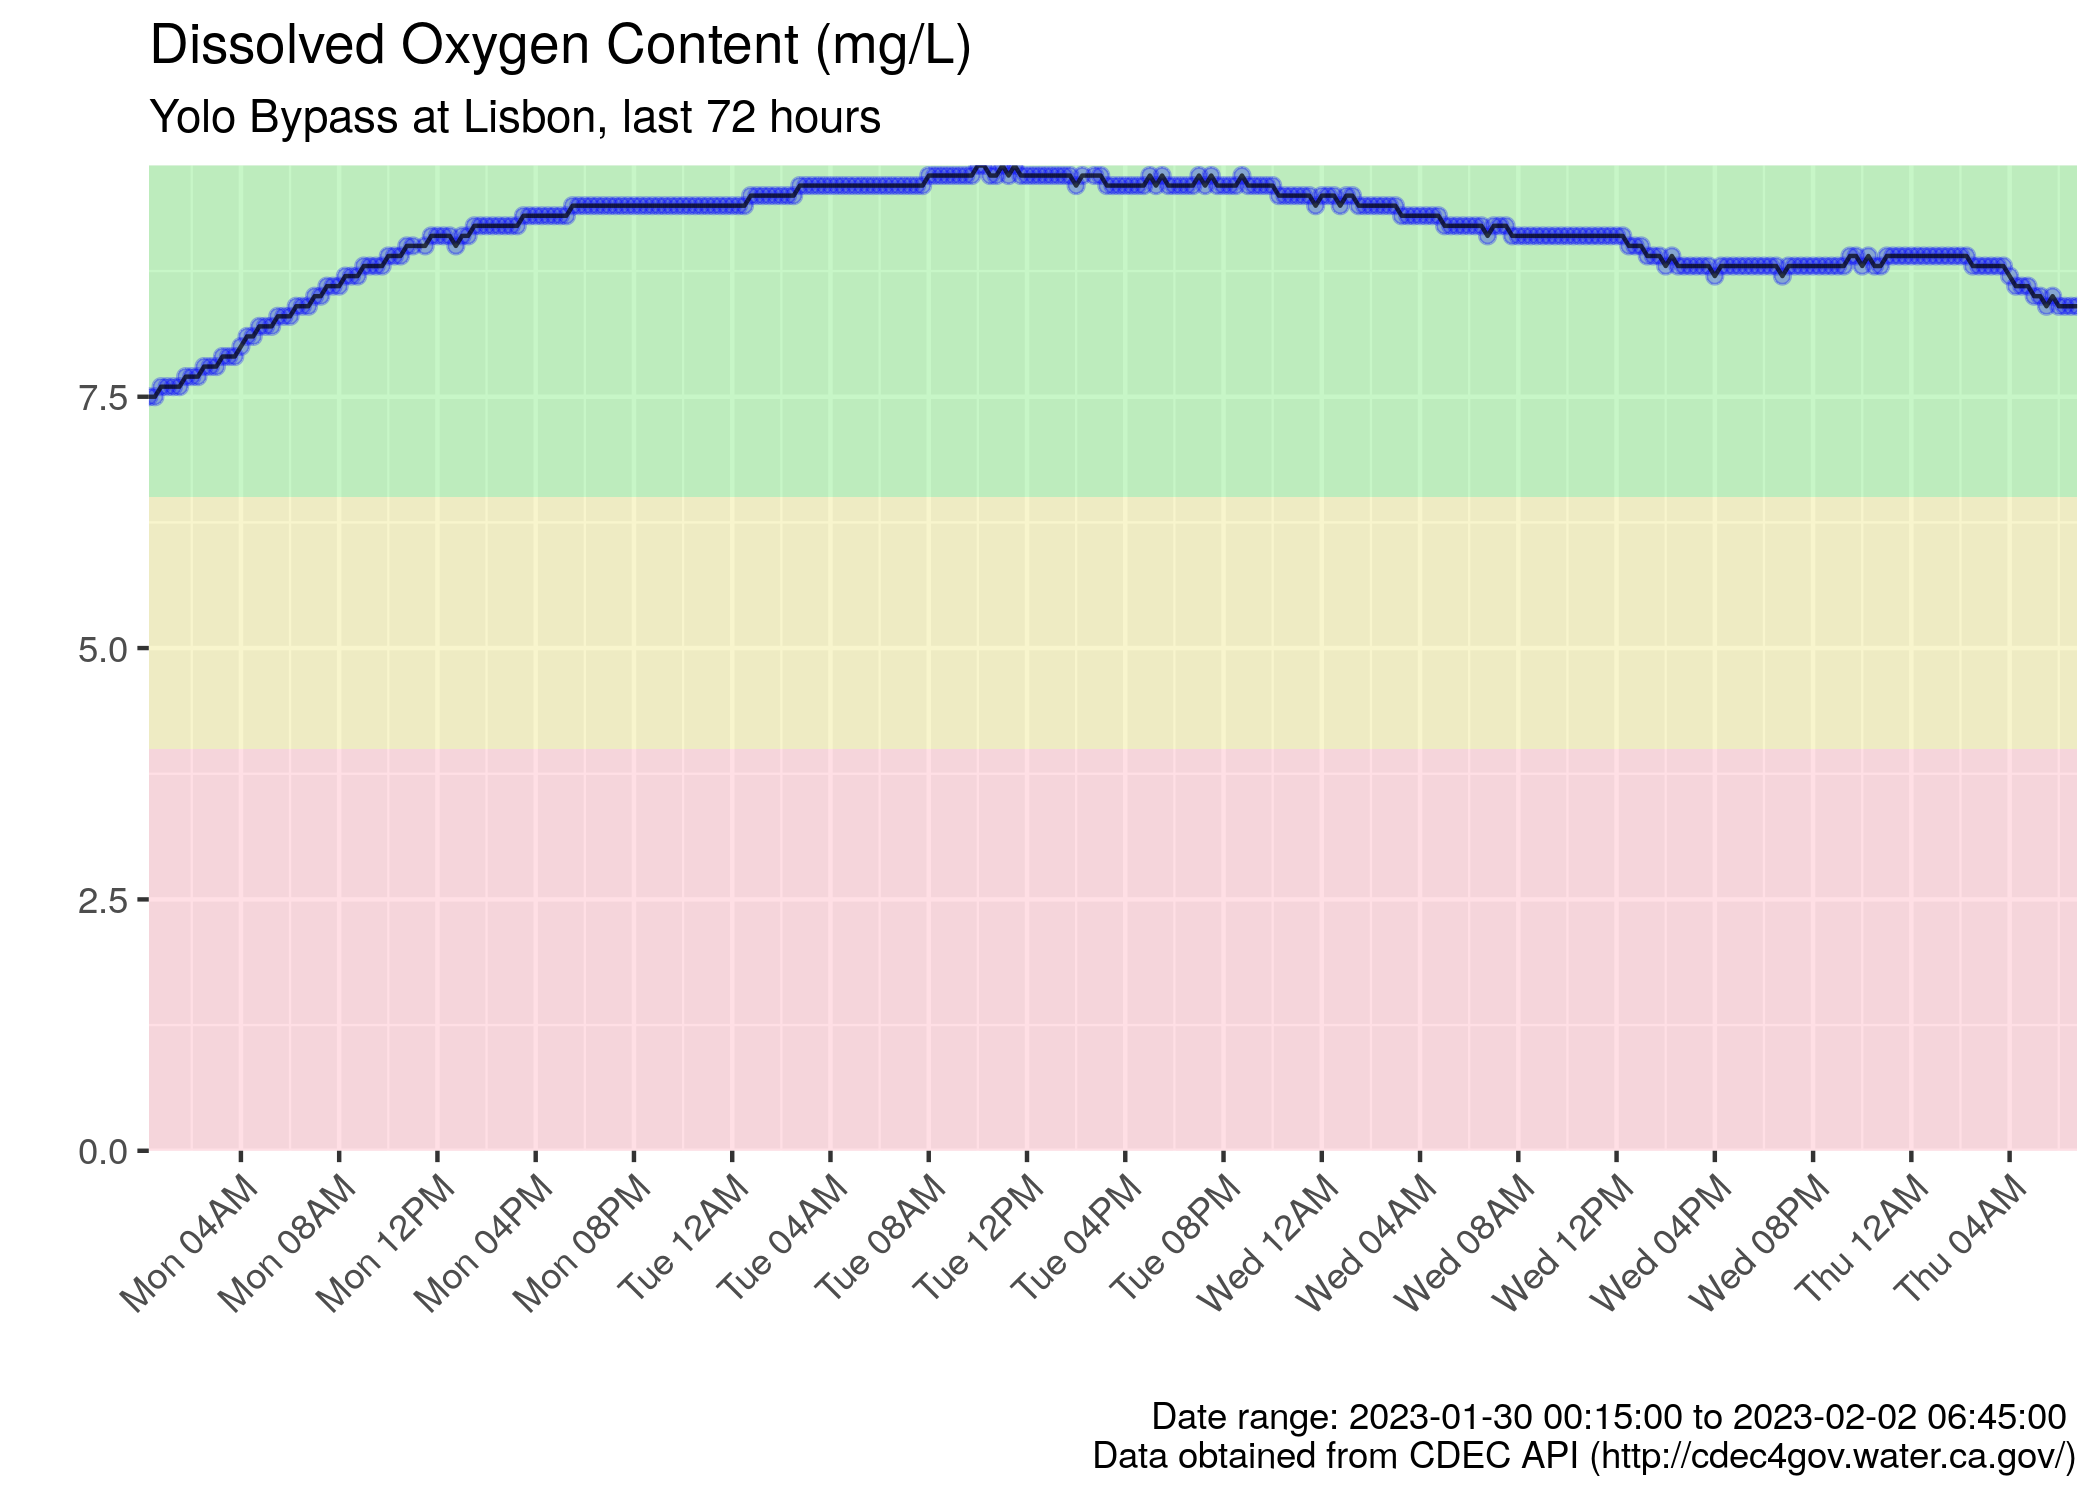 Dissolved Oxygen Content (mg/L)
Yolo Bypass at Lisbon, last 72 hours
7.5
5.0
2.5
0.0
Mon 04AM
Mon 08AM
Mon 12PM
Mon 04PM
Mon 08PM
Tue 12AM
Tue 04AM
Tue 08AM
Tue 12PM
Tue 04PM
Tue 08PM
Wed 12AM
Wed 04AM
Wed 08AM
Wed 12PM
Wed 04PM
Wed 08PM
Thu 12AM
Thu 04AM
Date range: 2023-01-30 00:15:00 to 2023-02-02 06:45:00
Data obtained from CDEC API (http://cdec4gov.water.ca.gov/)